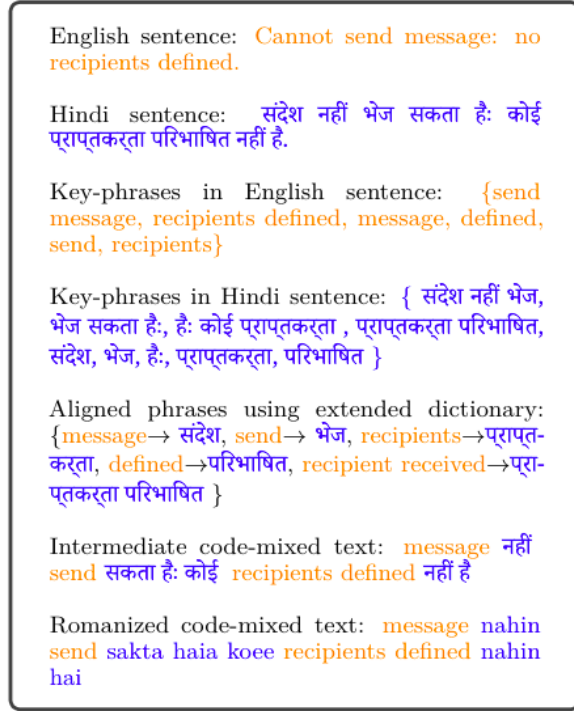 English sentence: Cannot send message: no
recipients defined.
Hindi sentence: संदेश नहीं भेज सकता हैः कोई
प्राप्तकर्ता परिभाषित नहीं है.
Key-phrases in English sentence: {send
message, recipients defined, message, defined,
send, recipients}
Key-phrases in Hindi sentence: { संदेश नहीं भेज,
भेज सकता हैः, हैः कोई प्राप्तकर्ता , प्राप्तकर्ता परिभाषित,
संदेश, भेज, हैः, प्राप्तकर्ता, परिभाषित }
Aligned phrases using extended dictionary:
{message→ संदेश, send→ भेज, recipients→प्राप्त-
कर्ता, defined→परिभाषित, recipient received→प्रा-
प्तकर्ता परिभाषित }
Intermediate code-mixed text: message नहीं
send सकता हैः कोई recipients defined नहीं है
Romanized code-mixed text: message nahin
send sakta haia koee recipients defined nahin
hai